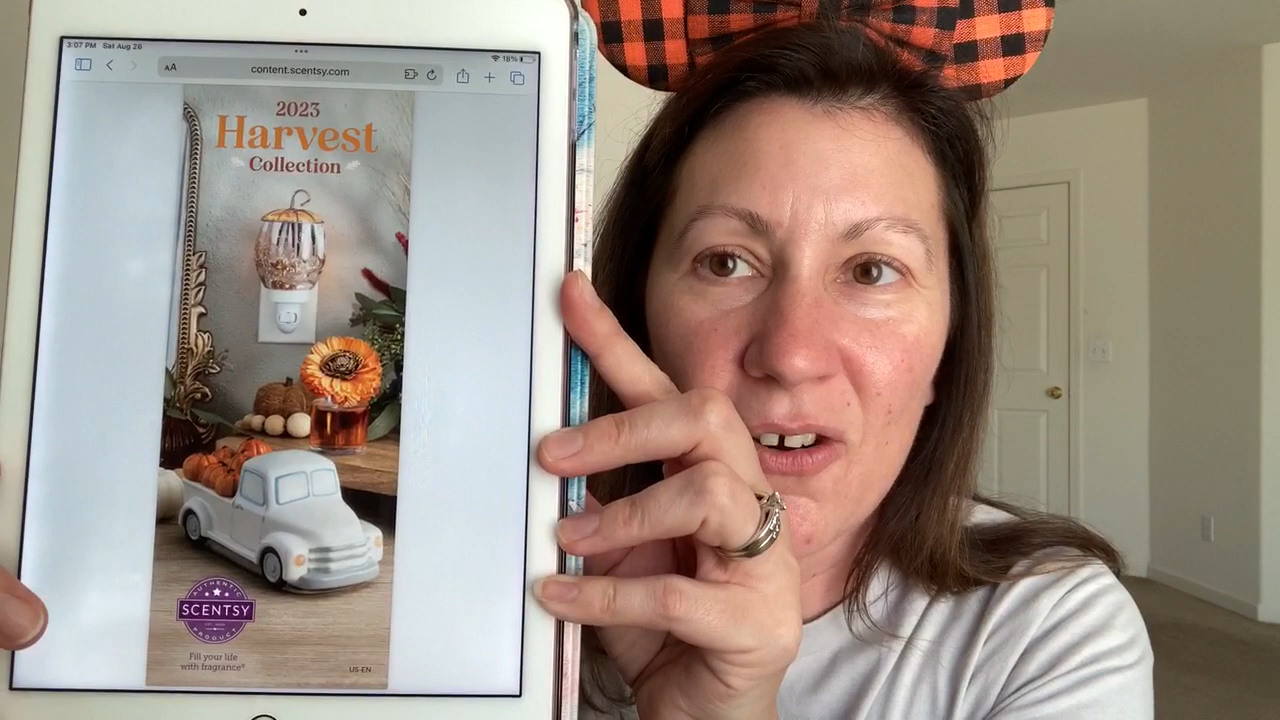 3:07 PM Sat Aug 26
18%
AA
content.scentsy.com
2023
Harvest
Collection
AUTHENTIC
SCENTSY
PRODUCT
Fill your life
with fragrance®
US-EN